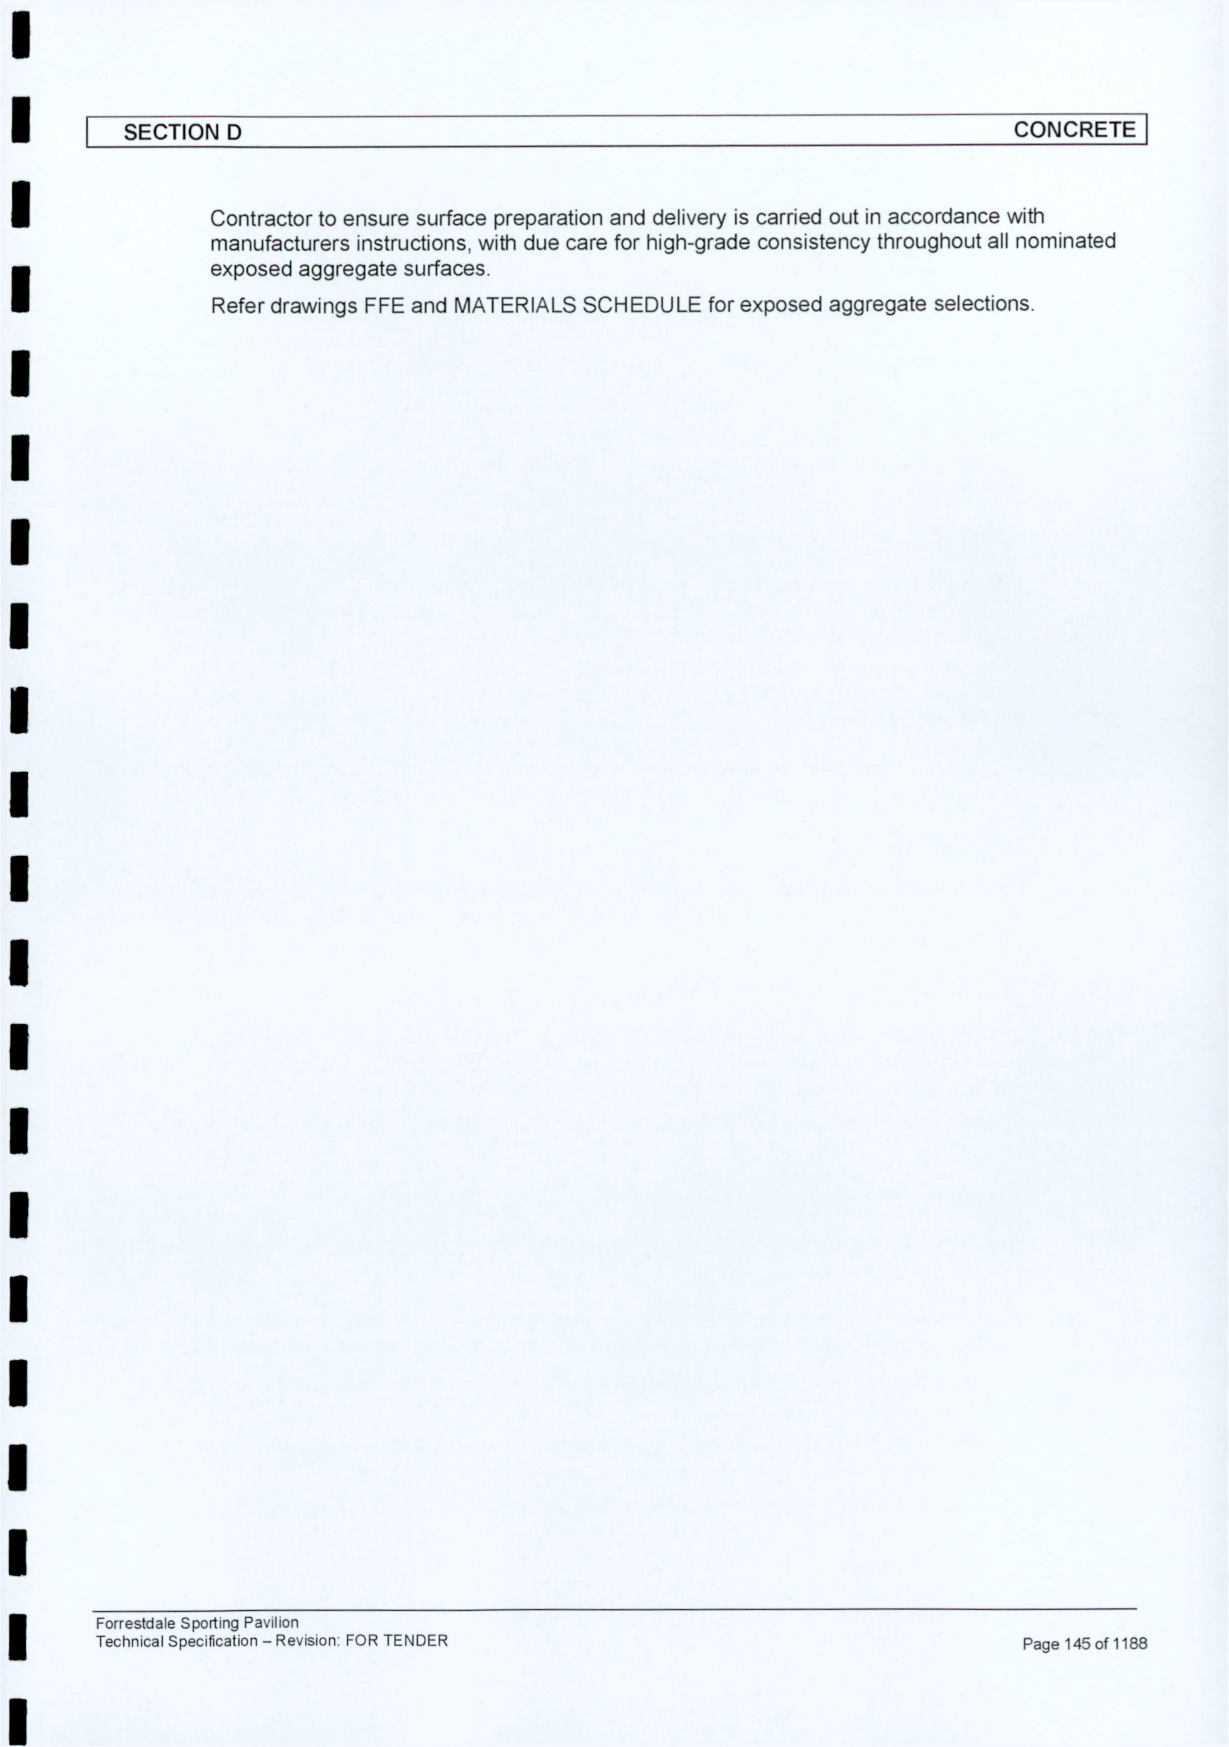 SECTION D CONCRETE
Contractor to ensure surface preparation and delivery is carried out in accordance with
manufacturers instructions, with due care for high-grade consistency throughout all nominated
exposed aggregate surfaces.
Refer drawings FFE and MATERIALS SCHEDULE for exposed aggregate selections.
Forrestdale Sporting Pavilion
Technical Specification – Revision: FOR TENDER
Page 145 of 1188